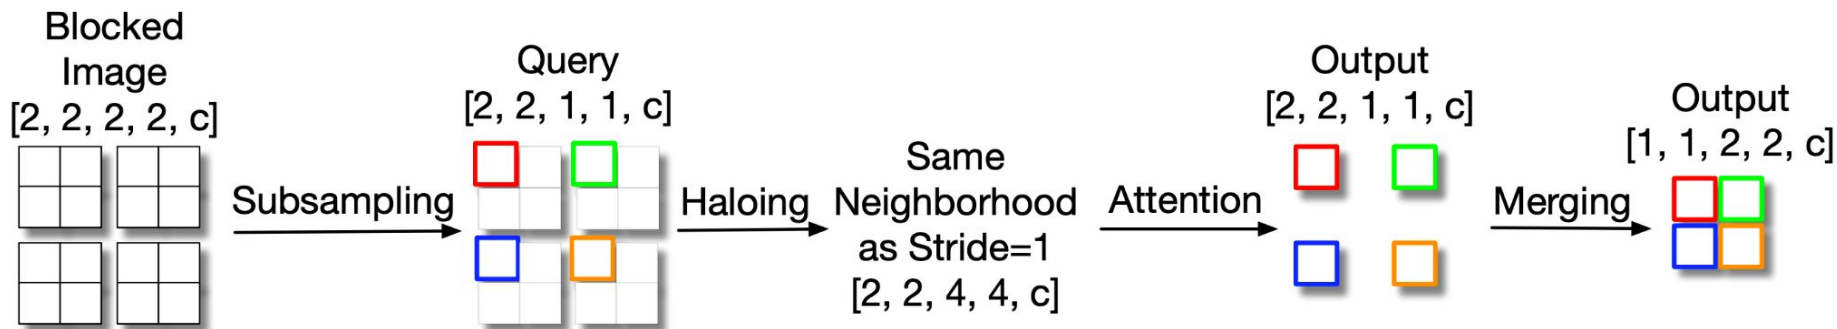 Blocked
Image
[2, 2, 2, 2, c]
Subsampling
Query
[2, 2, 1, 1, c]
Haloing
Same
Neighborhood
as Stride=1
[2, 2, 4, 4, c]
Attention
Output
[2, 2, 1, 1, c]
Merging
Output
[1, 1, 2, 2, c]